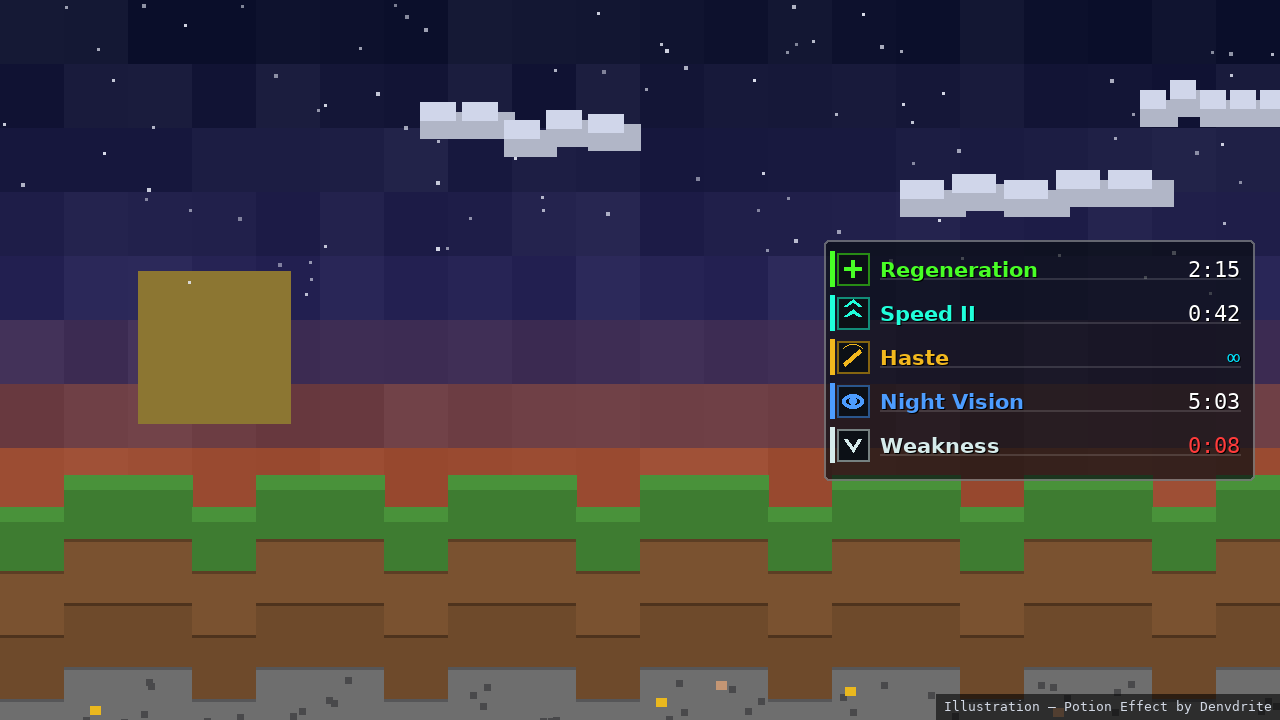 Regeneration 2:15
Speed II 0:42
Haste ∞
Night Vision 5:03
Weakness 0:08
Illustration — Potion Effect by Denvdrite